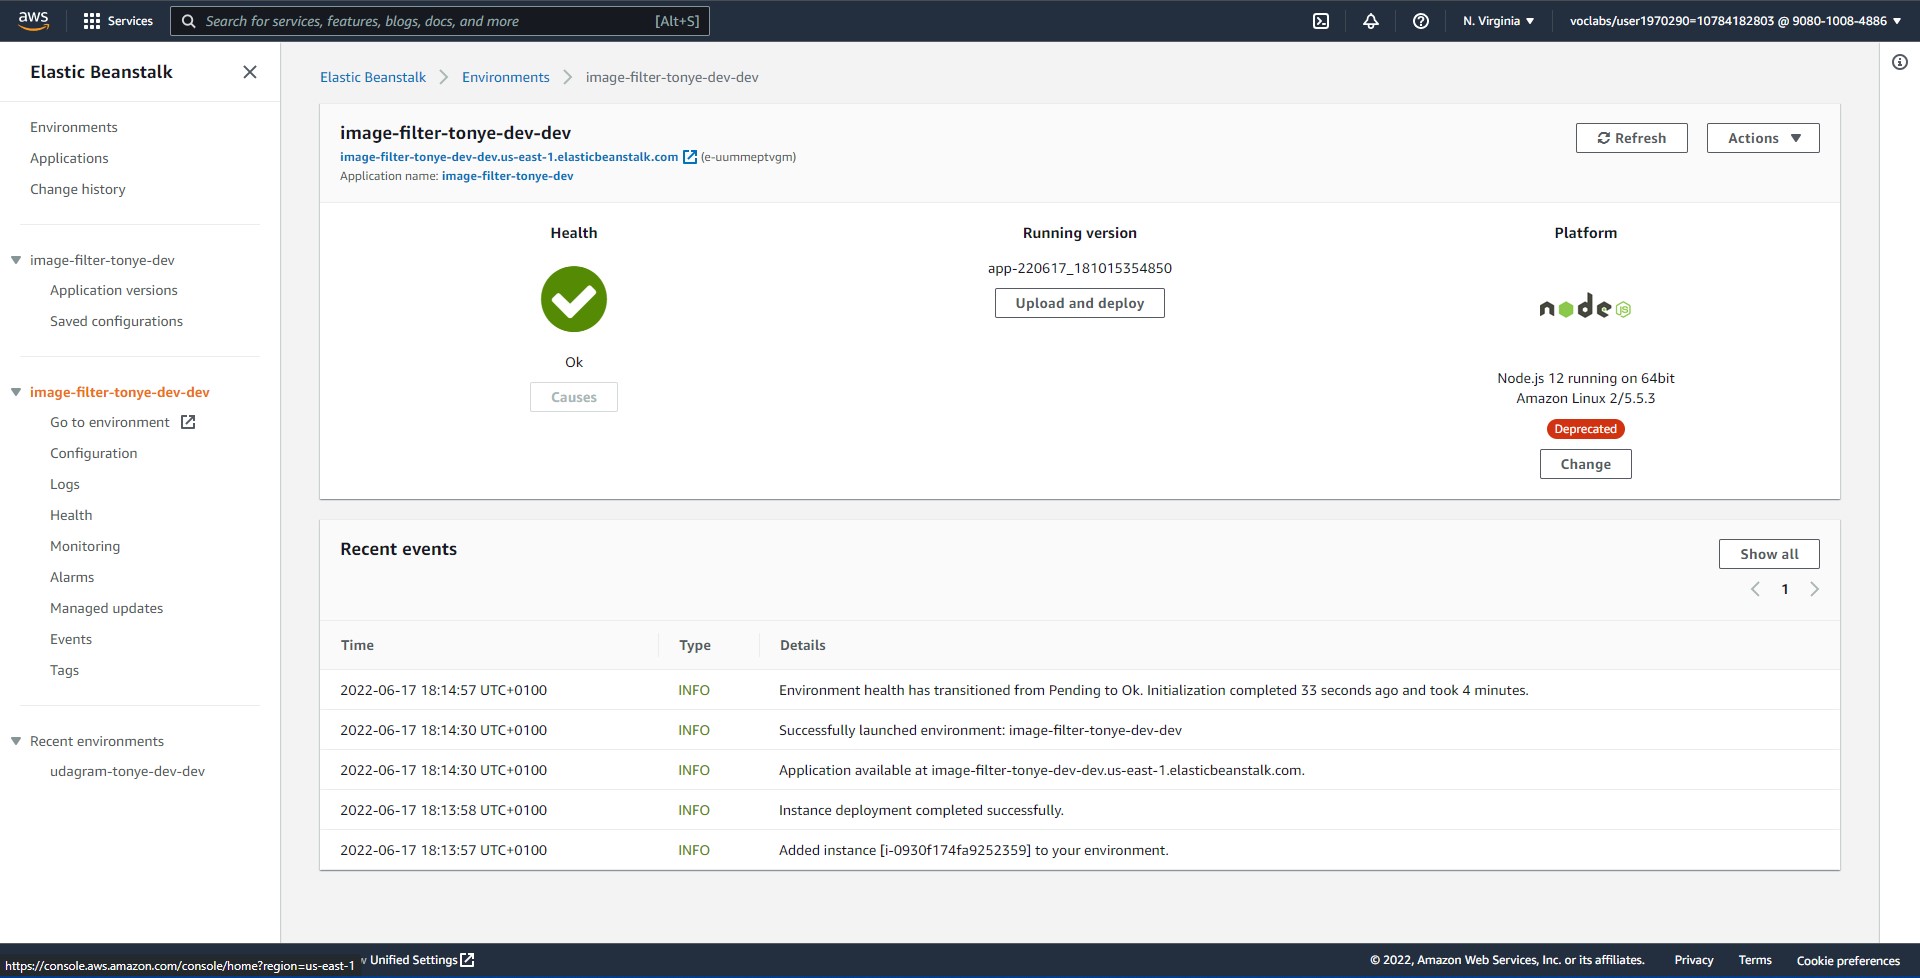 aws
Services
Search for services, features, blogs, docs, and more
[Alt+S]
N. Virginia
voclabs/user1970290=10784182803 @ 9080-1008-4886
Elastic Beanstalk
Environments
Applications
Change history
image-filter-tonye-dev
Application versions
Saved configurations
image-filter-tonye-dev-dev
Go to environment
Configuration
Logs
Health
Monitoring
Alarms
Managed updates
Events
Tags
Recent environments
udagram-tonye-dev-dev
Elastic Beanstalk
Environments
image-filter-tonye-dev-dev
image-filter-tonye-dev-dev
image-filter-tonye-dev-dev.us-east-1.elasticbeanstalk.com (e-uummeptvgm)
Application name: image-filter-tonye-dev
Refresh
Actions
Health
Ok
Causes
Running version
app-220617_181015354850
Upload and deploy
Platform
node JS
Node.js 12 running on 64bit
Amazon Linux 2/5.5.3
Deprecated
Change
Recent events
Show all
1
Time Type Details
2022-06-17 18:14:57 UTC+0100 INFO Environment health has transitioned from Pending to Ok. Initialization completed 33 seconds ago and took 4 minutes.
2022-06-17 18:14:30 UTC+0100 INFO Successfully launched environment: image-filter-tonye-dev-dev
2022-06-17 18:14:30 UTC+0100 INFO Application available at image-filter-tonye-dev-dev.us-east-1.elasticbeanstalk.com.
2022-06-17 18:13:58 UTC+0100 INFO Instance deployment completed successfully.
2022-06-17 18:13:57 UTC+0100 INFO Added instance [i-0930f174fa9252359] to your environment.
https://console.aws.amazon.com/console/home?region=us-east-1
Unified Settings
© 2022, Amazon Web Services, Inc. or its affiliates.
Privacy
Terms
Cookie preferences